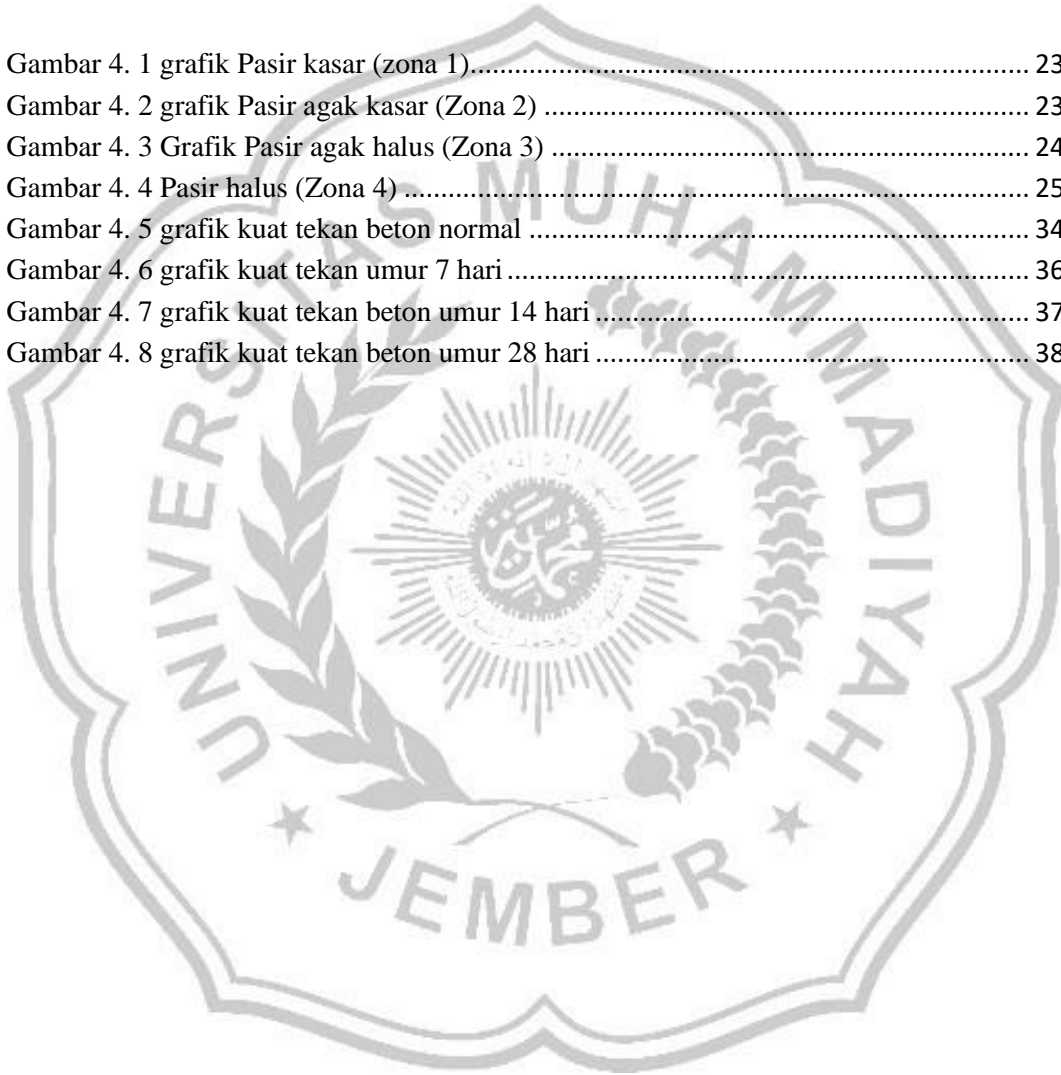 Gambar 4. 1 grafik Pasir kasar (zona 1)........................................................................................ 23
Gambar 4. 2 grafik Pasir agak kasar (Zona 2) .............................................................................. 23
Gambar 4. 3 Grafik Pasir agak halus (Zona 3) ............................................................................. 24
Gambar 4. 4 Pasir halus (Zona 4) .................................................................................................. 25
Gambar 4. 5 grafik kuat tekan beton normal ................................................................................. 34
Gambar 4. 6 grafik kuat tekan umur 7 hari .................................................................................... 36
Gambar 4. 7 grafik kuat tekan beton umur 14 hari ........................................................................ 37
Gambar 4. 8 grafik kuat tekan beton umur 28 hari ........................................................................ 38
UNIVERSITAS MUHAMMADIYAH
JEMBER